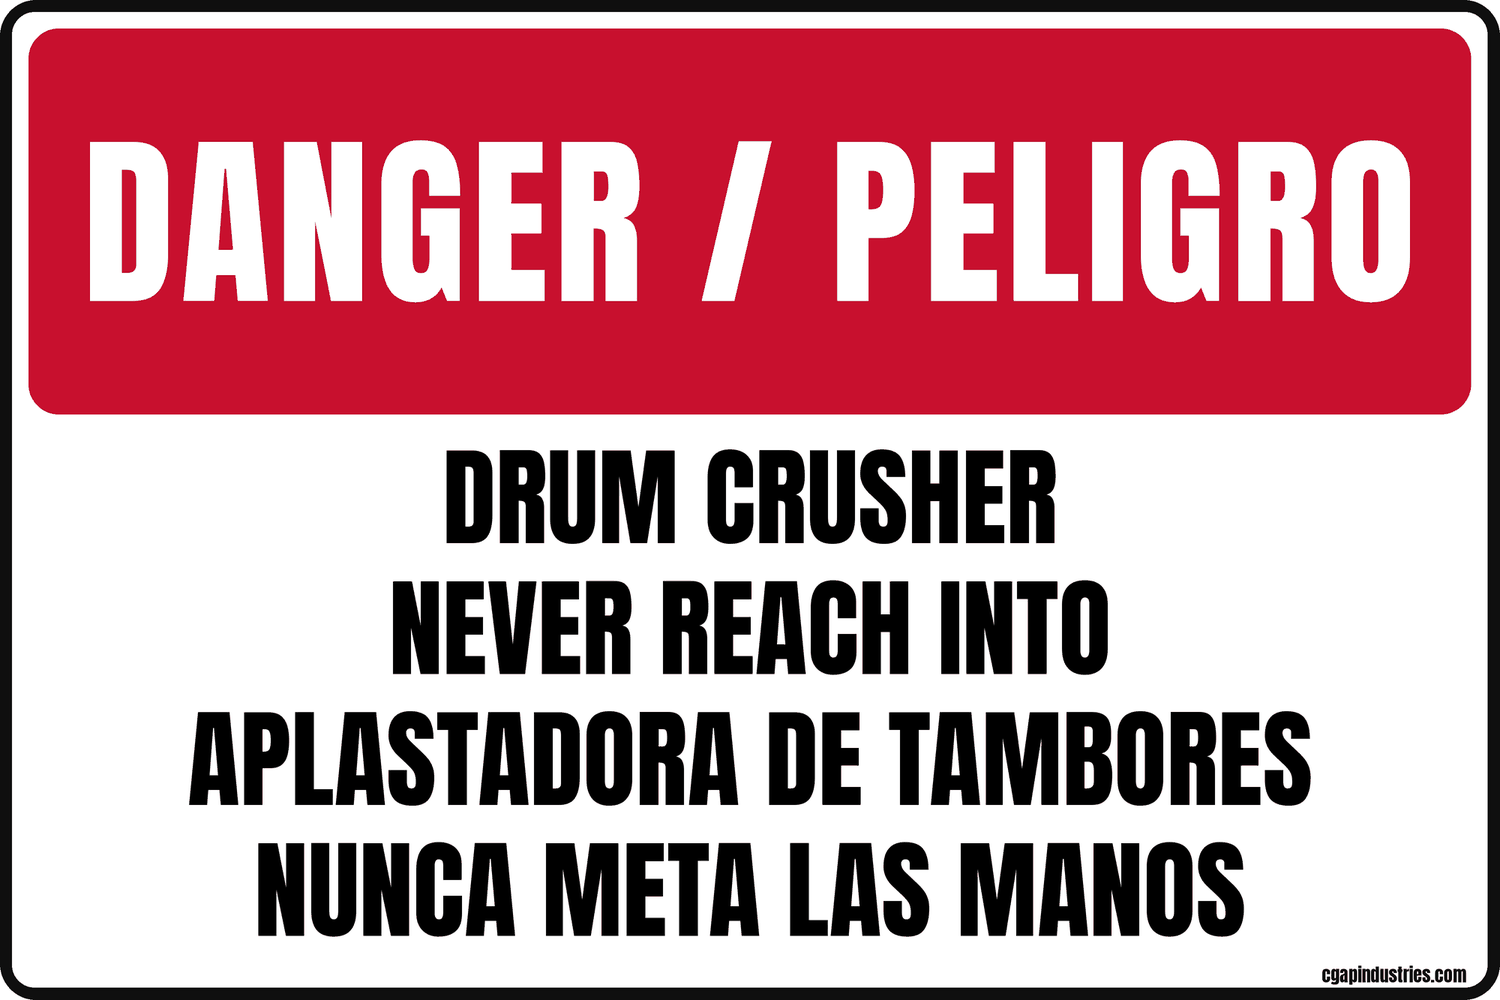 DANGER / PELIGRO
DRUM CRUSHER
NEVER REACH INTO
APLASTADORA DE TAMBORES
NUNCA META LAS MANOS
cgapindustries.com